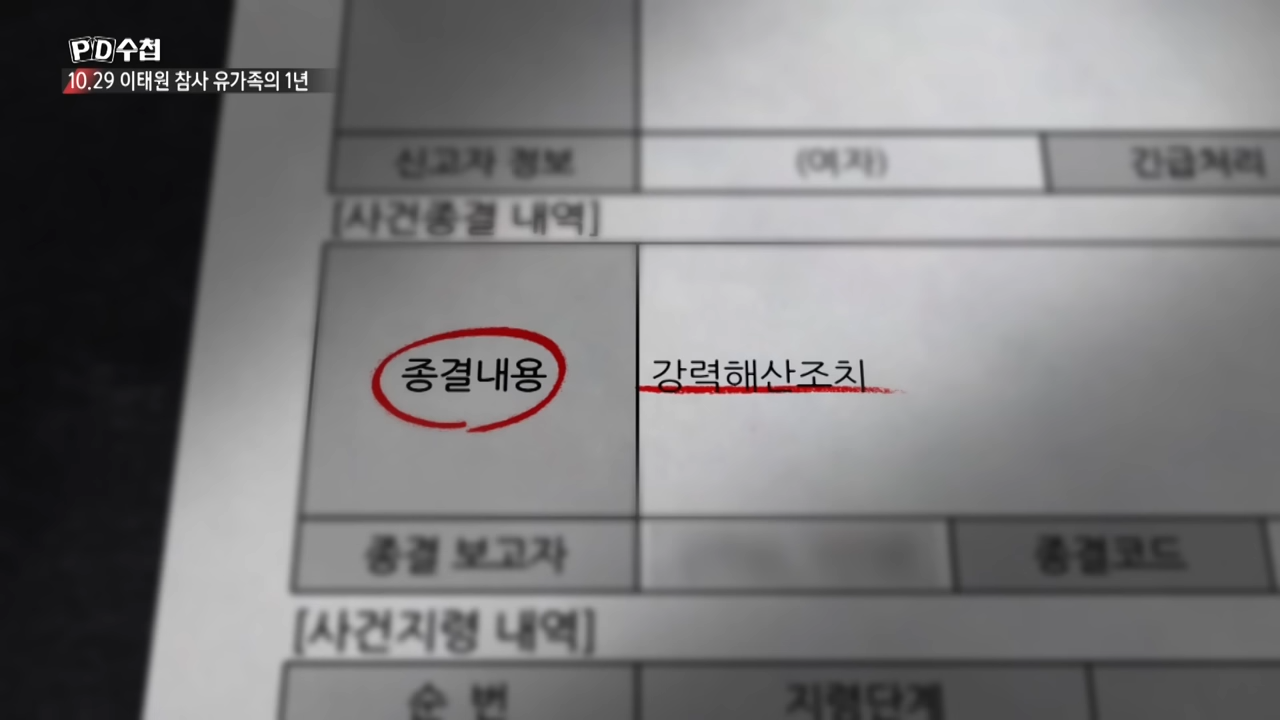 PD수첩
10.29 이태원 참사 유가족의 1년
신고자 정보 (여자) 긴급처리
[사건종결 내역]
종결내용 강력해산조치
종결 보고자 종결코드
[사건지령 내역]
순 번 지령단계